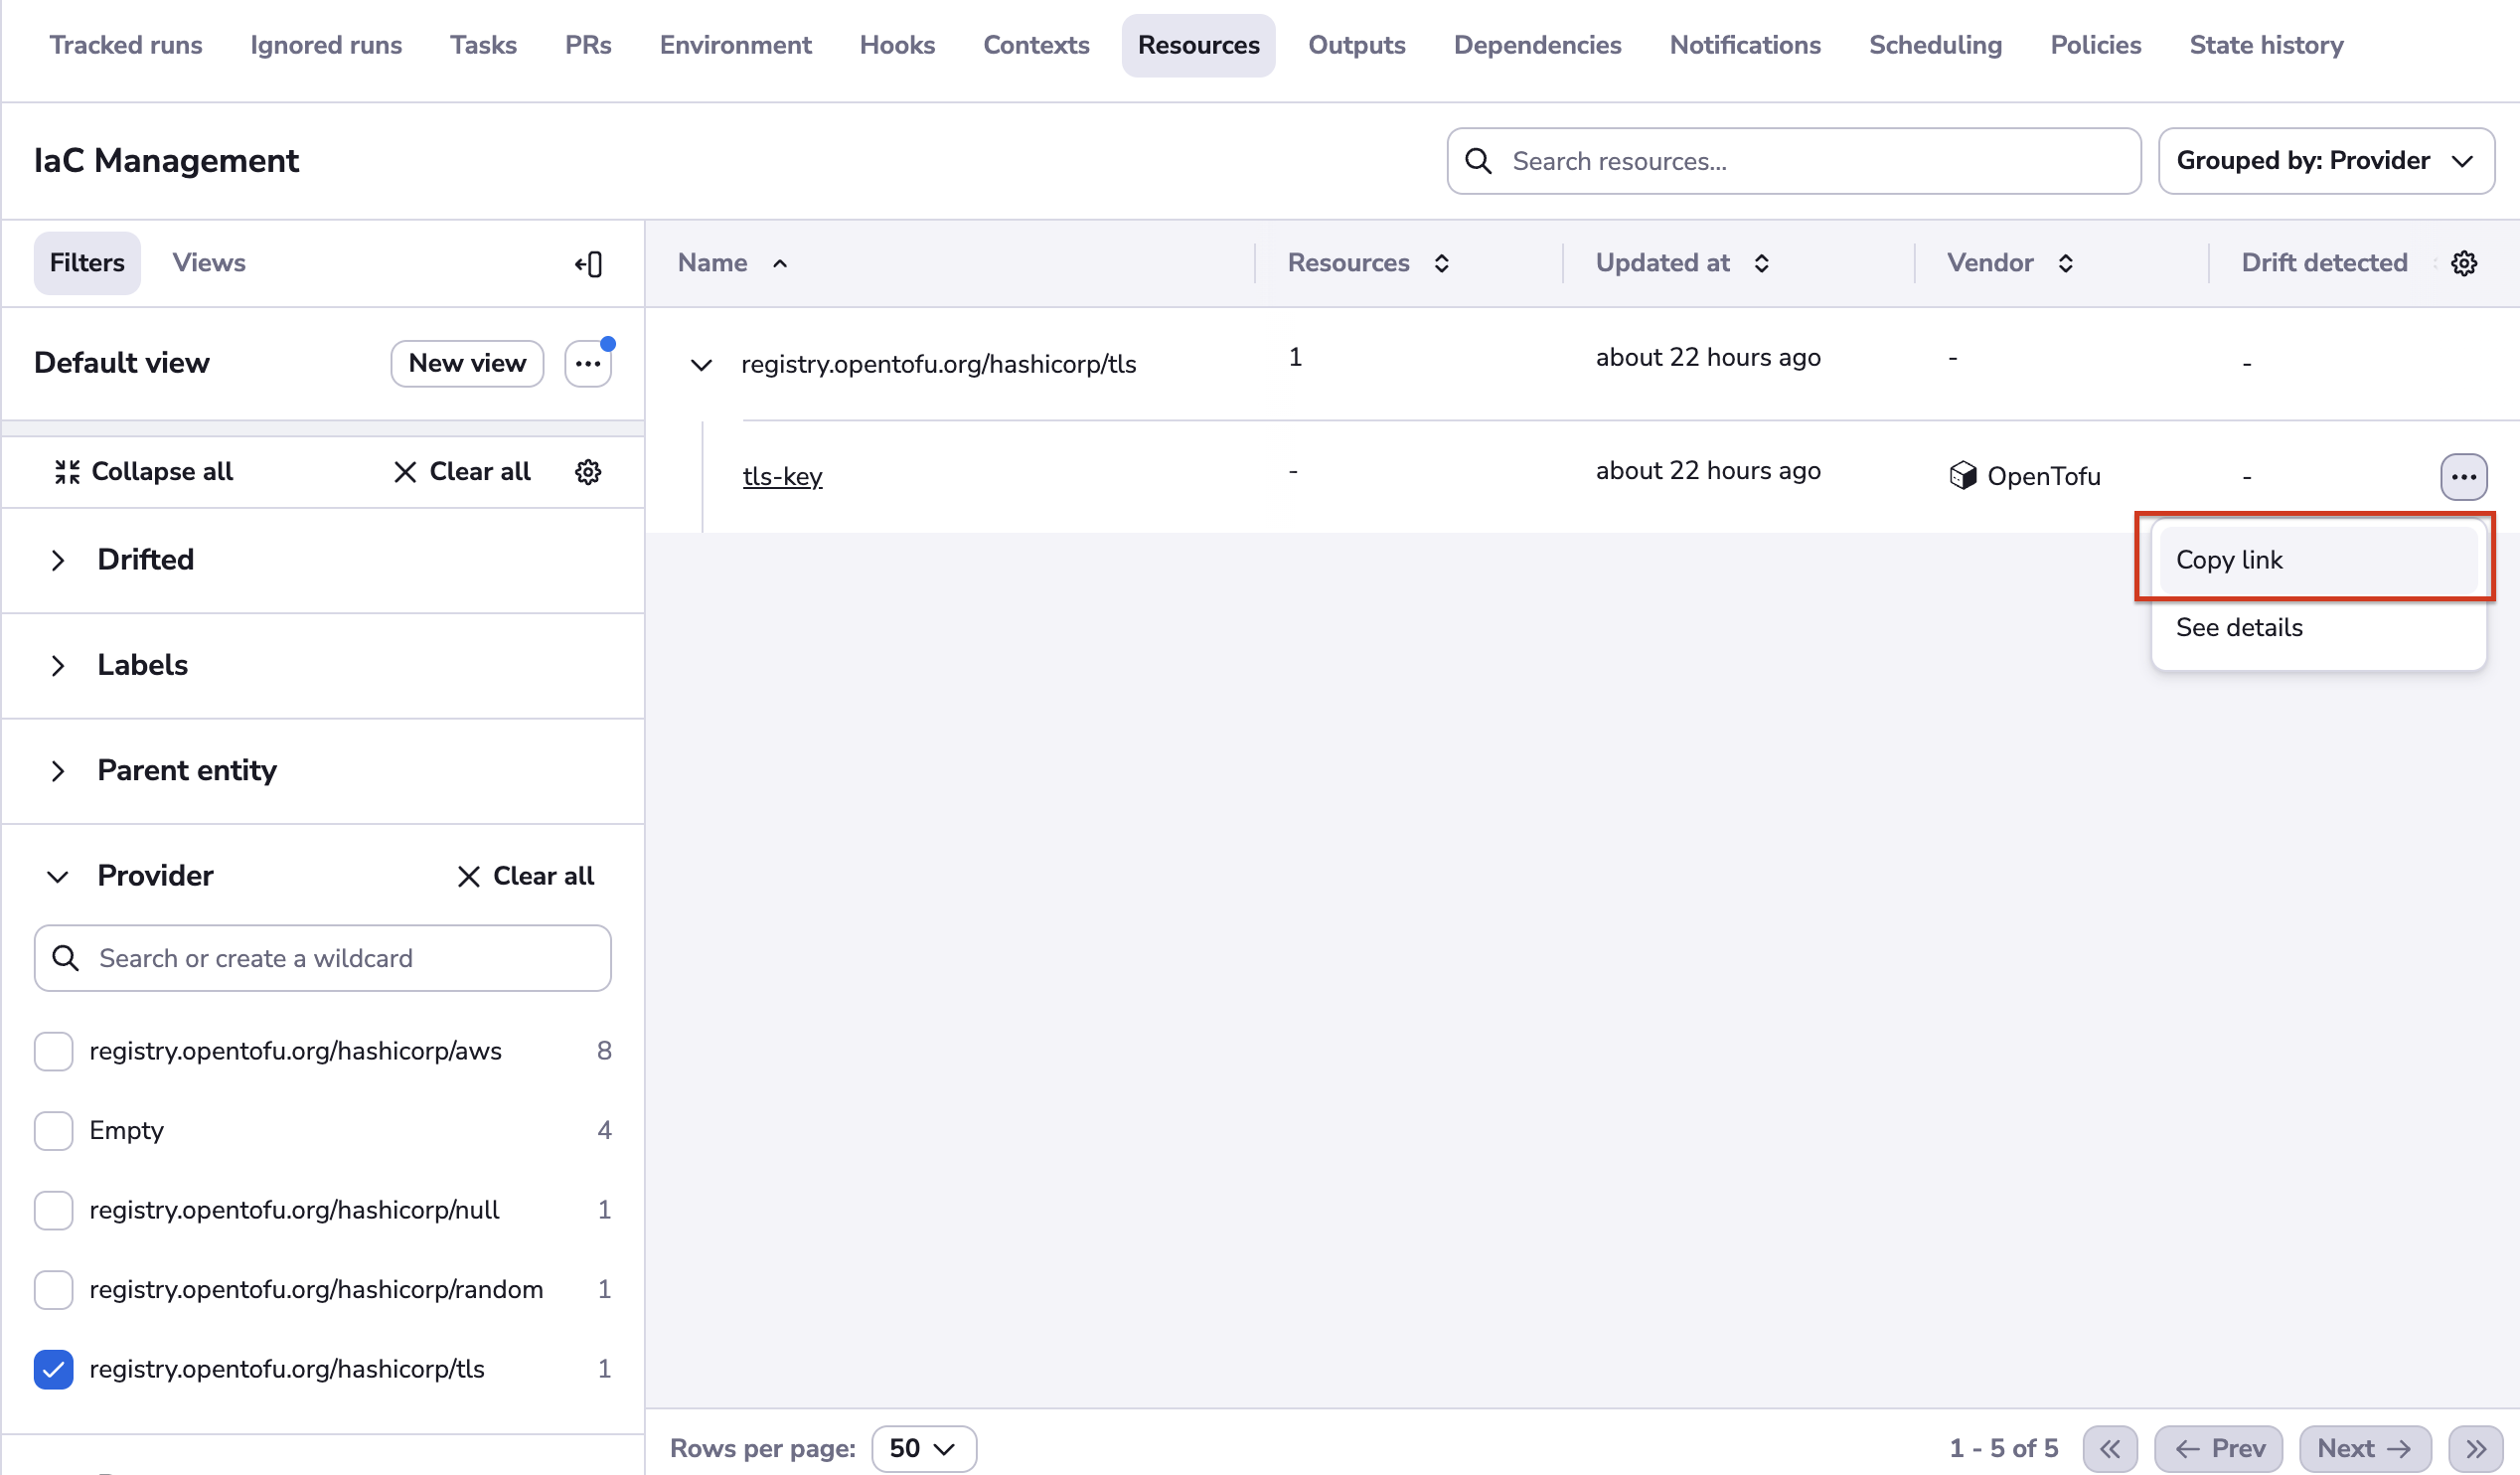 Tracked runs Ignored runs Tasks PRs Environment Hooks Contexts Resources Outputs Dependencies Notifications Scheduling Policies State history
IaC Management
Search resources...
Grouped by: Provider
Filters Views
Name Resources Updated at Vendor Drift detected
Default view New view
registry.opentofu.org/hashicorp/tls 1 about 22 hours ago - -
Collapse all Clear all
tls-key - about 22 hours ago OpenTofu -
Copy link
See details
Drifted
Labels
Parent entity
Provider Clear all
Search or create a wildcard
registry.opentofu.org/hashicorp/aws 8
Empty 4
registry.opentofu.org/hashicorp/null 1
registry.opentofu.org/hashicorp/random 1
registry.opentofu.org/hashicorp/tls 1
Rows per page: 50
1 - 5 of 5 Prev Next